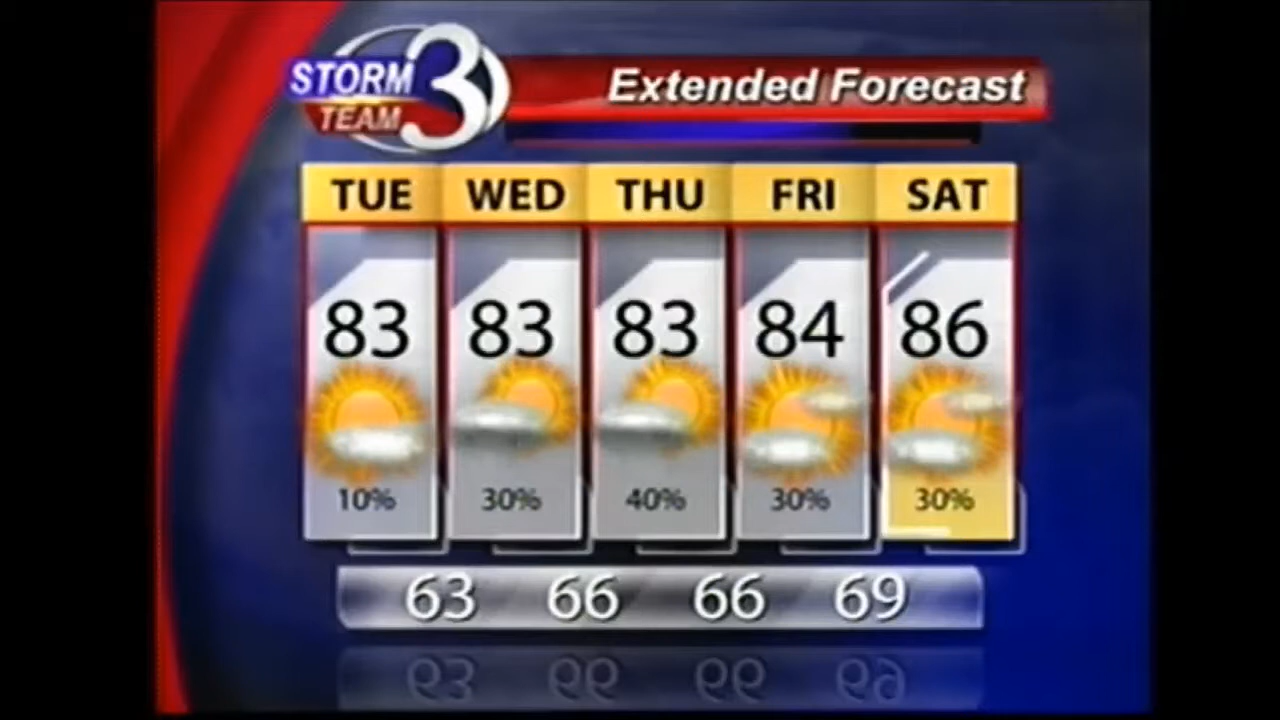 STORM
TEAM 3
Extended Forecast
TUE WED THU FRI SAT
83 83 83 84 86
10% 30% 40% 30% 30%
63 66 66 69